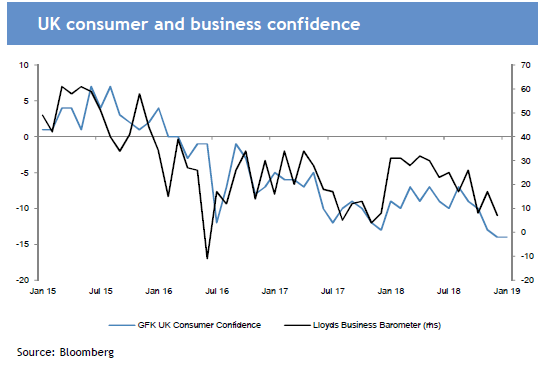 UK consumer and business confidence
10 70
5 60
0 50
-5 40
-10 30
-15 20
-20 10
0
-10
-20
Jan 15 Jul 15 Jan 16 Jul 16 Jan 17 Jul 17 Jan 18 Jul 18 Jan 19
GFK UK Consumer Confidence Lloyds Business Barometer (rhs)
Source: Bloomberg